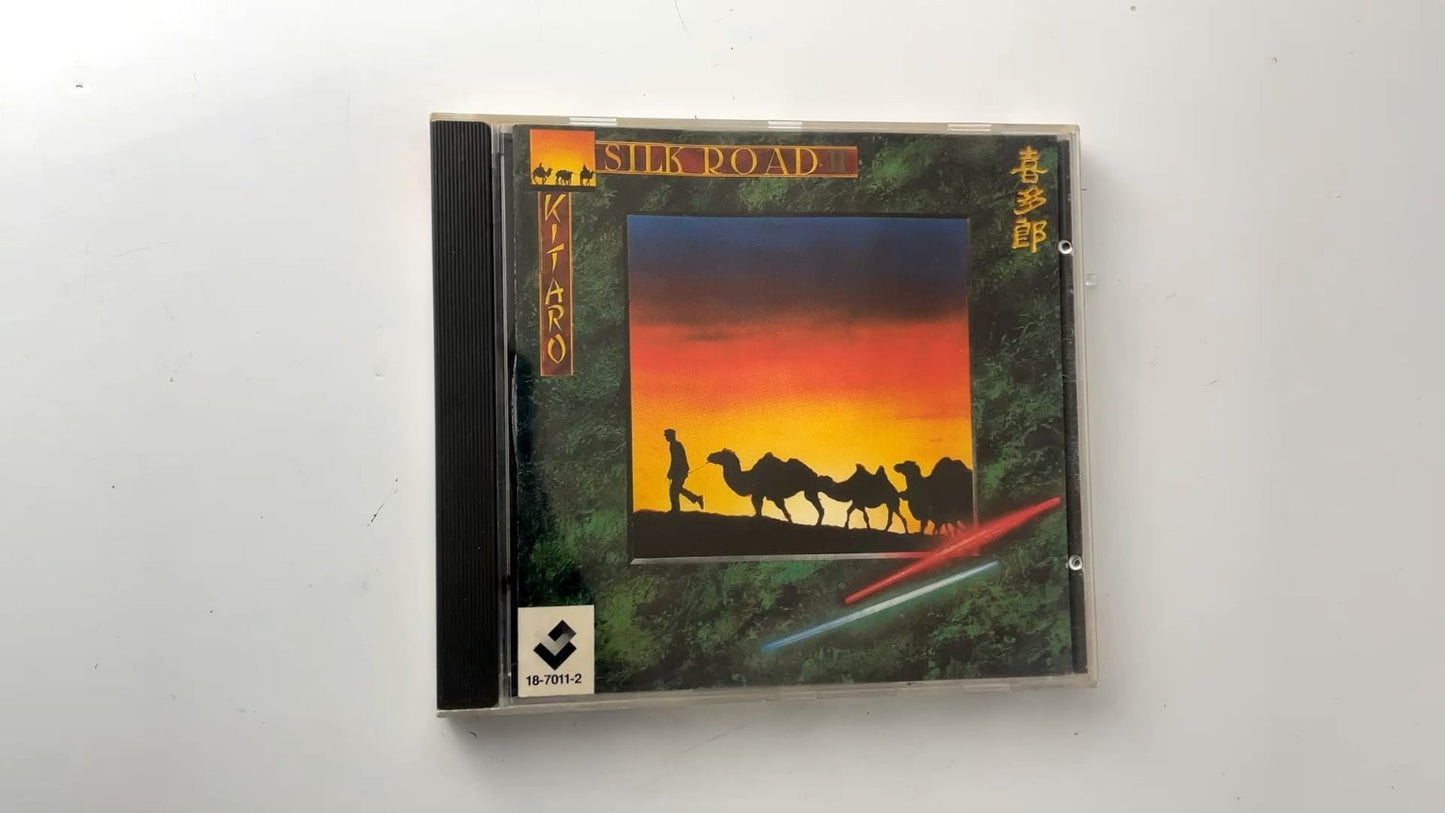 SILK ROAD·II
KITARO
喜多郎
18-7011-2